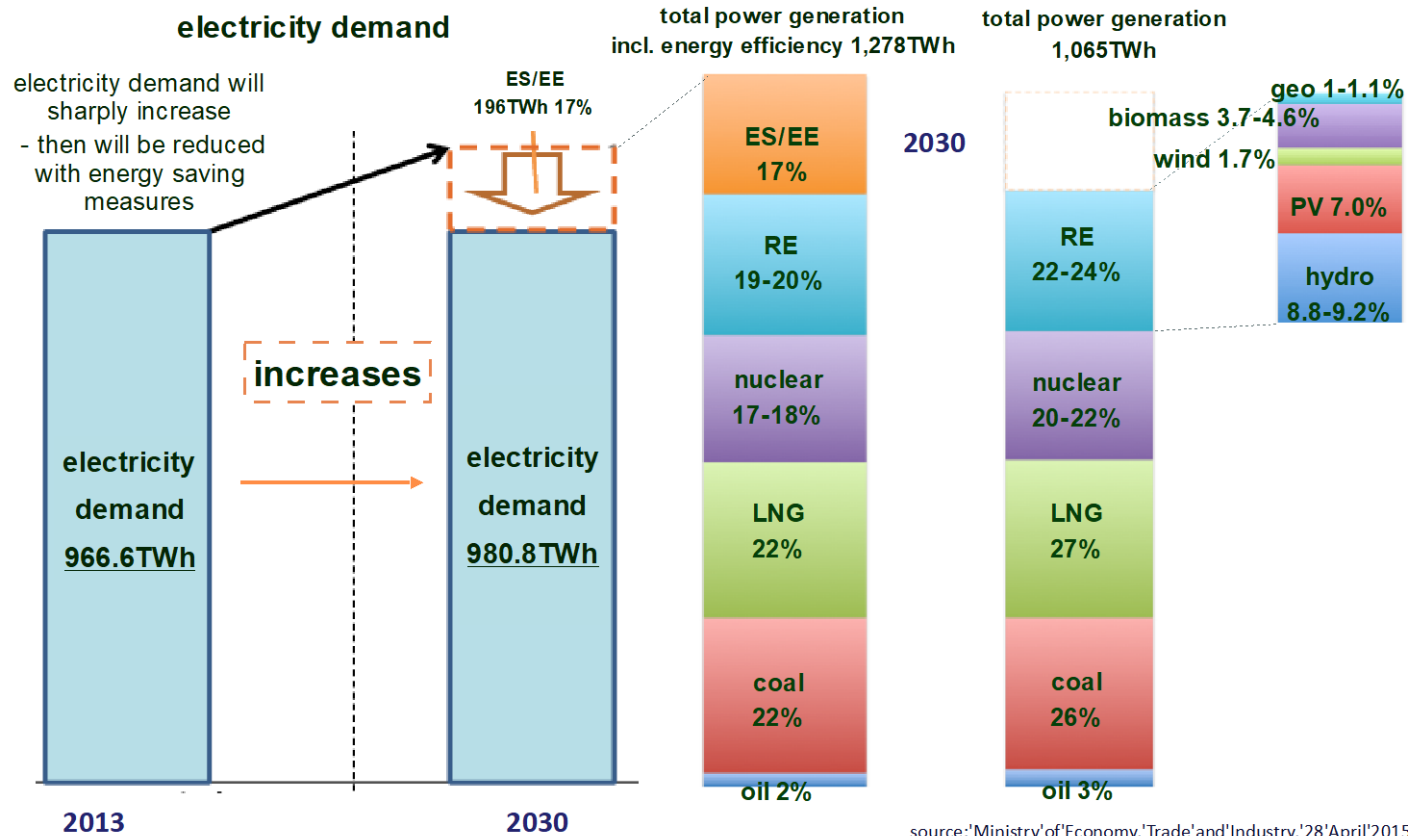 electricity demand
electricity demand will
sharply increase
- then will be reduced
with energy saving
measures
ES/EE
196TWh 17%
increases
electricity
demand
966.6TWh
electricity
demand
980.8TWh
2013
2030
total power generation
incl. energy efficiency 1,278TWh
ES/EE
17%
RE
19-20%
nuclear
17-18%
LNG
22%
coal
22%
oil 2%
2030
total power generation
1,065TWh
RE
22-24%
nuclear
20-22%
LNG
27%
coal
26%
oil 3%
geo 1-1.1%
biomass 3.7-4.6%
wind 1.7%
PV 7.0%
hydro
8.8-9.2%
source:'Ministry'of'Economy,'Trade'and'Industry,'28'April'2015